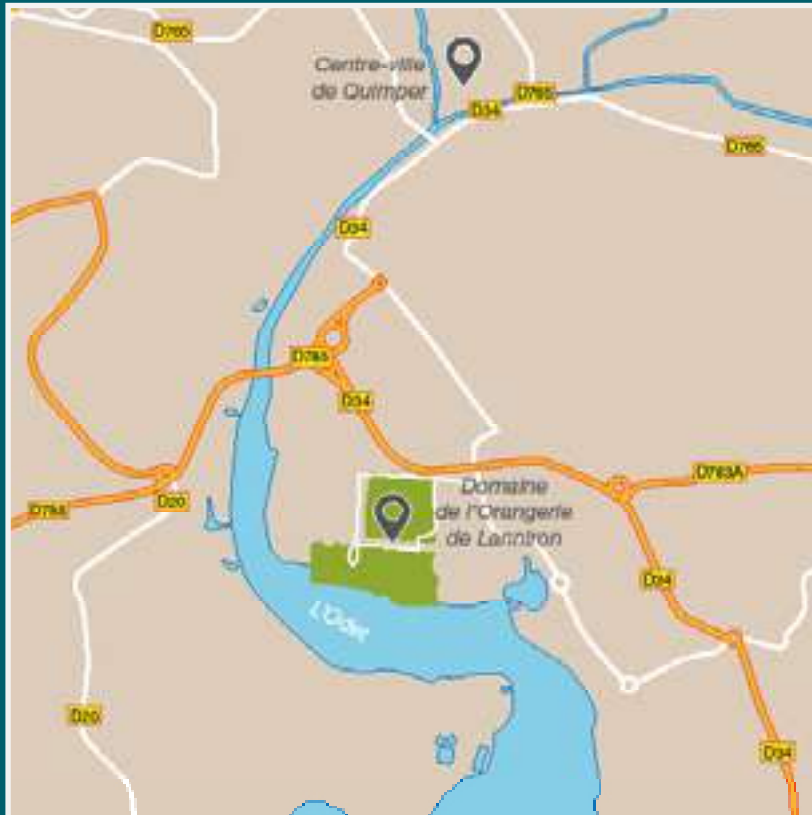 D765
Centre-ville
de Quimper
D34
D765
D765
D34
D785
D34
D783A
Domaine
de l'Orangerie
de Lanniron
D20
D34
L'Odet
D20
D34